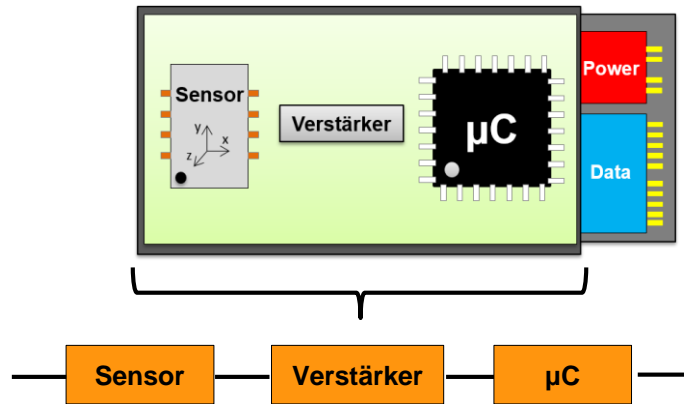 Sensor
y
x
z
Verstärker
µC
Power
Data
Sensor
Verstärker
µC